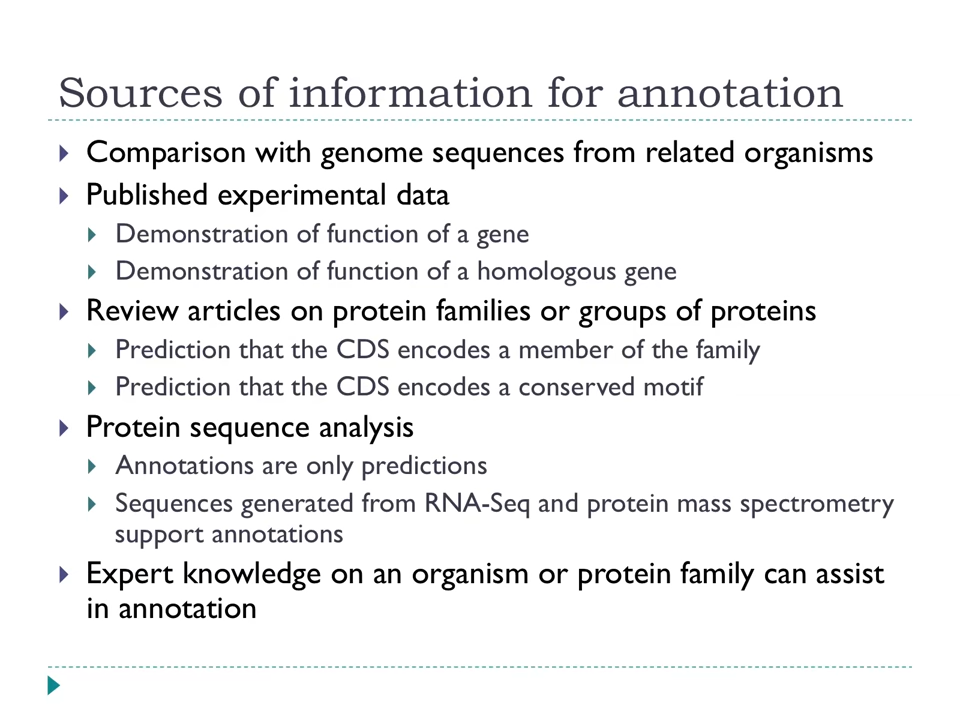 Sources of information for annotation
Comparison with genome sequences from related organisms
Published experimental data
Demonstration of function of a gene
Demonstration of function of a homologous gene
Review articles on protein families or groups of proteins
Prediction that the CDS encodes a member of the family
Prediction that the CDS encodes a conserved motif
Protein sequence analysis
Annotations are only predictions
Sequences generated from RNA-Seq and protein mass spectrometry
support annotations
Expert knowledge on an organism or protein family can assist
in annotation